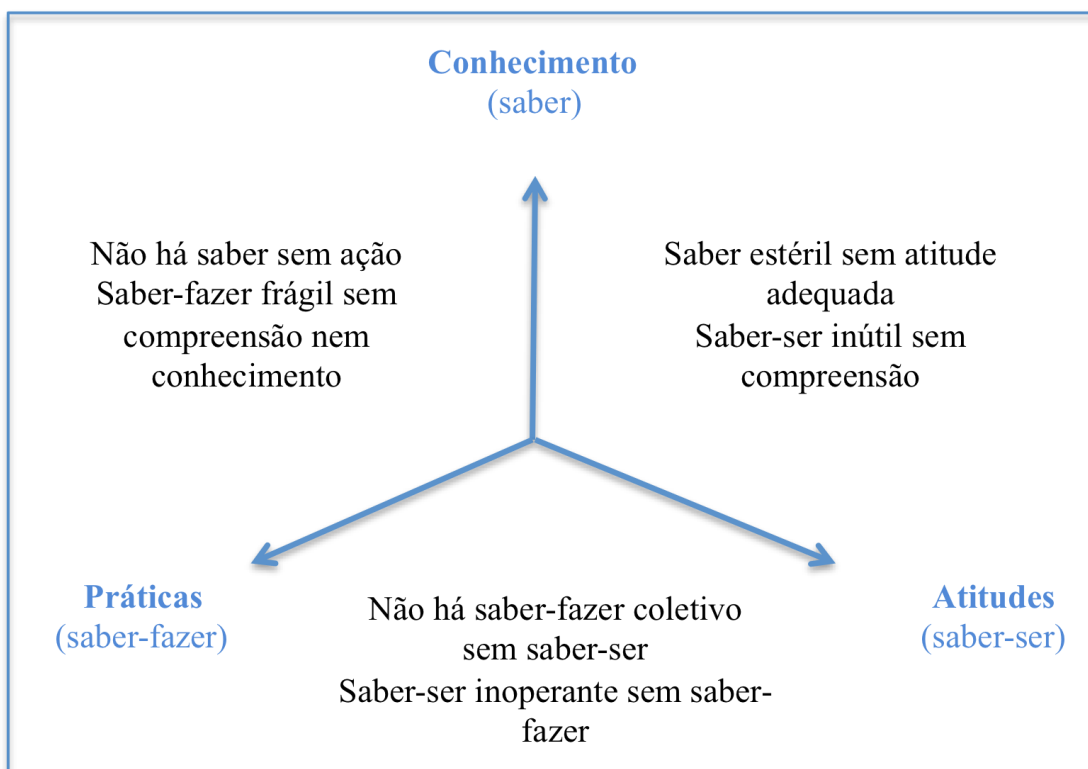 Conhecimento
(saber)
Não há saber sem ação
Saber-fazer frágil sem
compreensão nem
conhecimento
Saber estéril sem atitude
adequada
Saber-ser inútil sem
compreensão
Práticas
(saber-fazer)
Não há saber-fazer coletivo
sem saber-ser
Saber-ser inoperante sem saber-
fazer
Atitudes
(saber-ser)